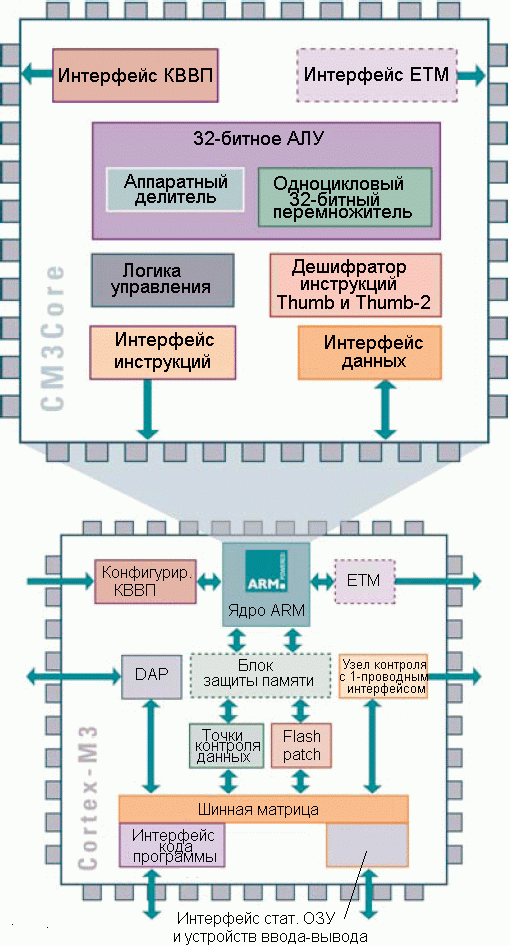 Интерфейс КВВП
Интерфейс ETM
32-битное АЛУ
Аппаратный
делитель
Одноцикловый
32-битный
перемножитель
Логика
управления
Дешифратор
инструкций
Thumb и Thumb-2
Интерфейс
инструкций
Интерфейс
данных
CM3Core
Конфигурир.
КВВП
ARM POWERED
Ядро ARM
ETM
DAP
Блок
защиты памяти
Узел контроля
с 1-проводным
интерфейсом
Точки
контроля
данных
Flash
patch
Шинная матрица
Интерфейс
кода
программы
Cortex-M3
Интерфейс стат. ОЗУ
и устройств ввода-вывода